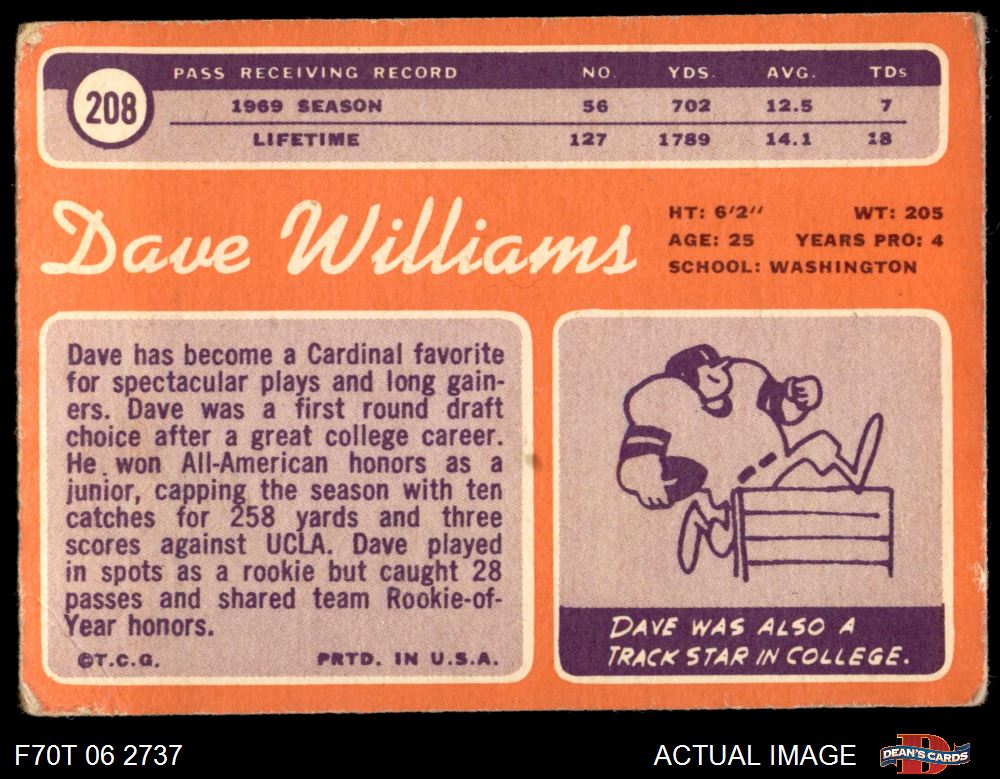 208
PASS RECEIVING RECORD NO. YDS. AVG. TDs
1969 SEASON 56 702 12.5 7
LIFETIME 127 1789 14.1 18
Dave Williams
HT: 6'2" WT: 205
AGE: 25 YEARS PRO: 4
SCHOOL: WASHINGTON
Dave has become a Cardinal favorite
for spectacular plays and long gain-
ers. Dave was a first round draft
choice after a great college career.
He won All-American honors as a
junior, capping the season with ten
catches for 258 yards and three
scores against UCLA. Dave played
in spots as a rookie but caught 28
passes and shared team Rookie-of-
Year honors.
©T.C.G. PRTD. IN U.S.A.
DAVE WAS ALSO A
TRACK STAR IN COLLEGE.
F70T 06 2737
ACTUAL IMAGE
DEAN'S CARDS